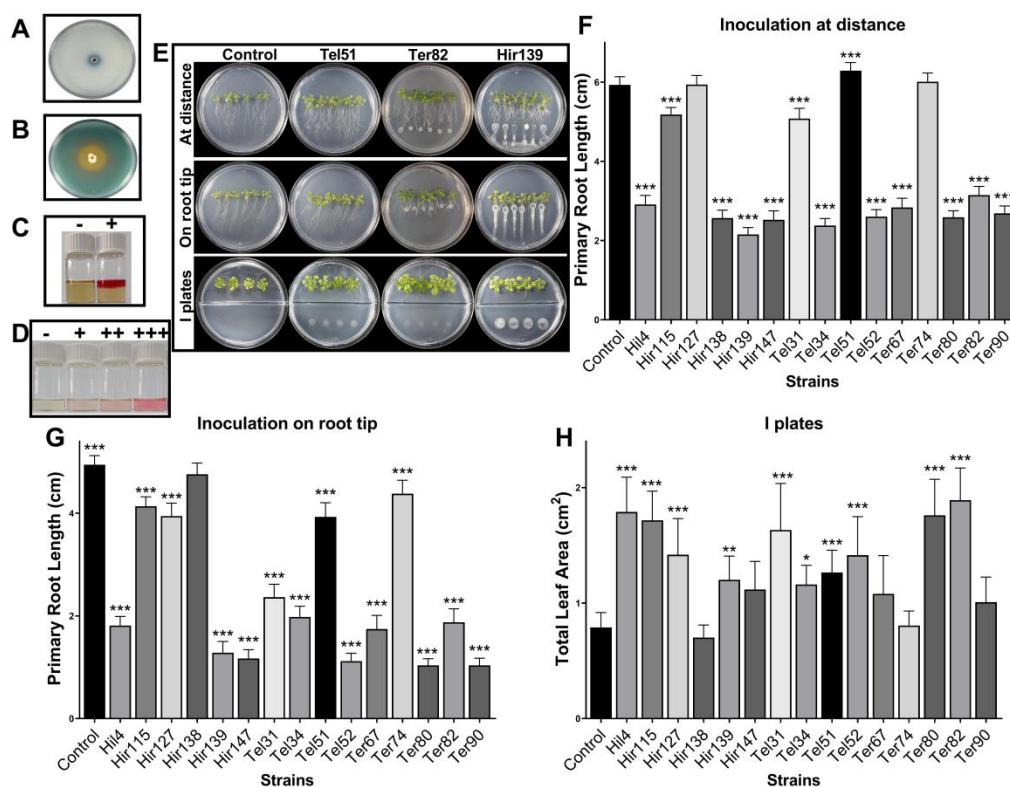 A
B
C
- +
D
- + ++ +++
E
Control Tel51 Ter82 Hir139
At distance
On root tip
I plates
F
Inoculation at distance
Primary Root Length (cm)
6
4
2
0
*** *** *** *** *** *** *** *** *** *** *** *** ***
Control Hil4 Hir115 Hir127 Hir138 Hir139 Hir147 Tel31 Tel34 Tel51 Tel52 Ter67 Ter74 Ter80 Ter82 Ter90
Strains
G
Inoculation on root tip
Primary Root Length (cm)
4
2
0
*** *** *** *** *** *** *** *** *** *** *** *** *** *** ***
Control Hil4 Hir115 Hir127 Hir138 Hir139 Hir147 Tel31 Tel34 Tel51 Tel52 Ter67 Ter74 Ter80 Ter82 Ter90
Strains
H
I plates
Total Leaf Area (cm²)
2
1
0
*** *** *** ** *** * *** *** *** ***
Control Hil4 Hir115 Hir127 Hir138 Hir139 Hir147 Tel31 Tel34 Tel51 Tel52 Ter67 Ter74 Ter80 Ter82 Ter90
Strains